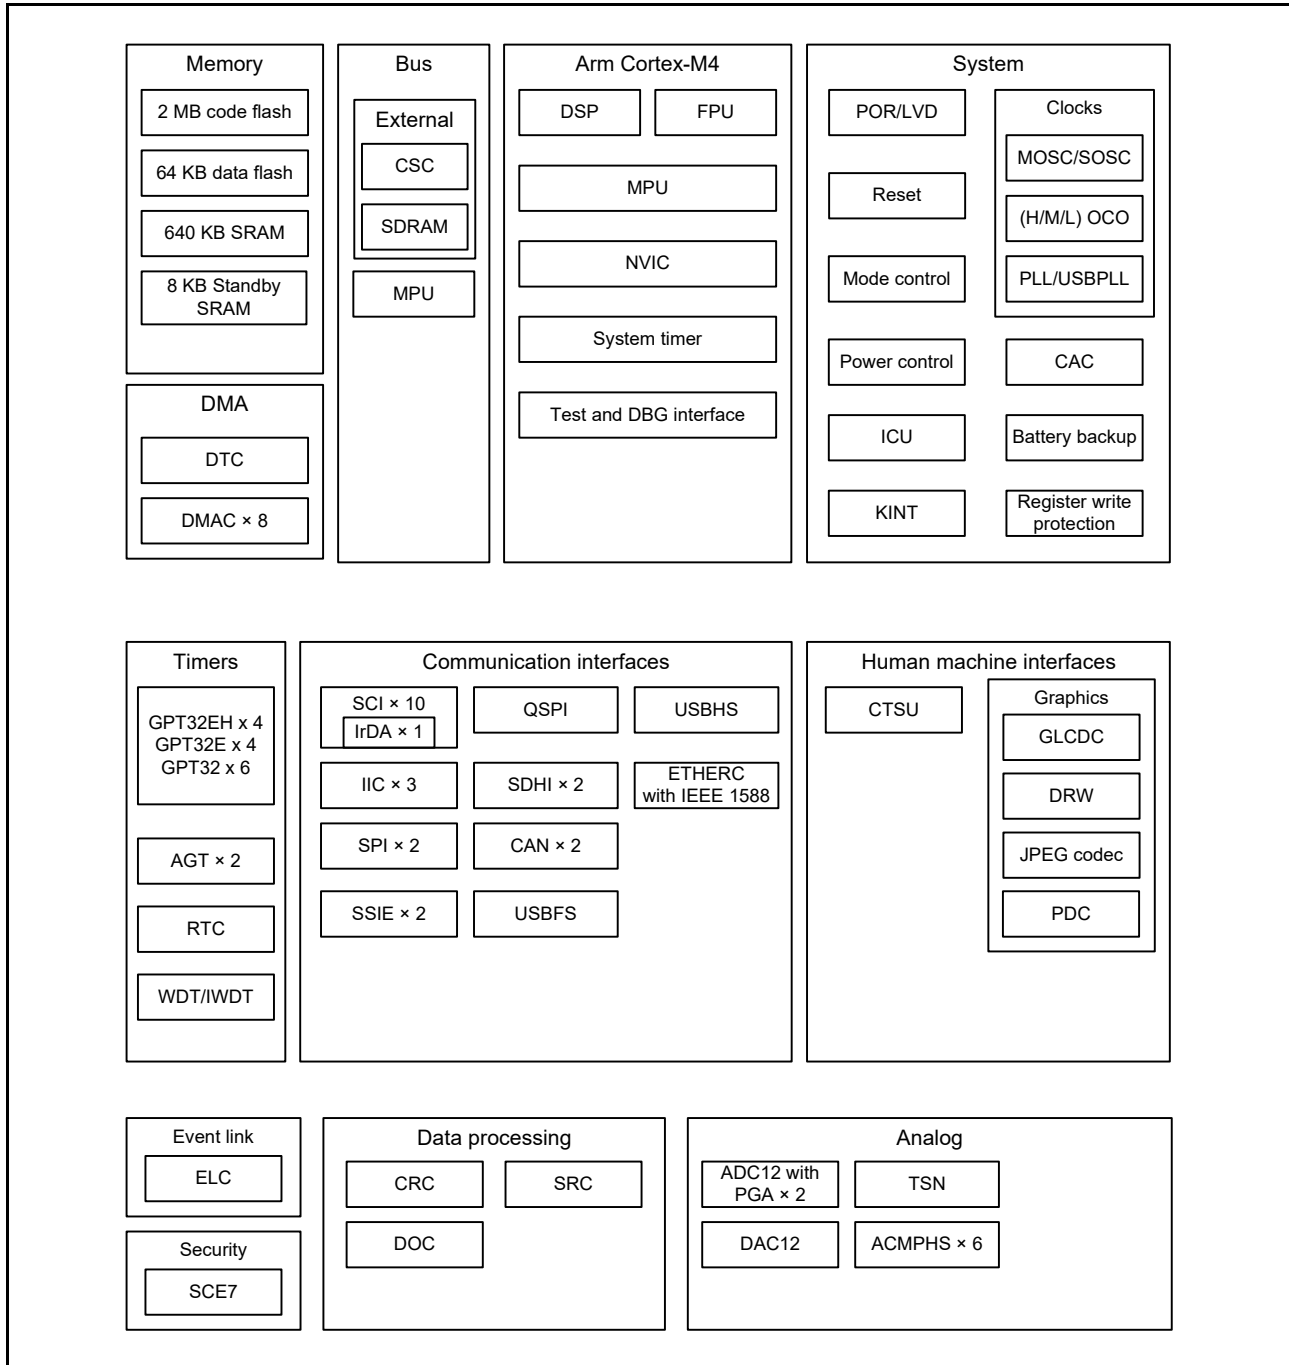 Memory
2 MB code flash
64 KB data flash
640 KB SRAM
8 KB Standby
SRAM
DMA
DTC
DMAC × 8
Bus
External
CSC
SDRAM
MPU
Arm Cortex-M4
DSP
FPU
MPU
NVIC
System timer
Test and DBG interface
System
POR/LVD
Reset
Mode control
Power control
ICU
KINT
Clocks
MOSC/SOSC
(H/M/L) OCO
PLL/USBPLL
CAC
Battery backup
Register write
protection
Timers
GPT32EH x 4
GPT32E x 4
GPT32 x 6
AGT × 2
RTC
WDT/IWDT
Communication interfaces
SCI × 10
IrDA × 1
IIC × 3
SPI × 2
SSIE × 2
QSPI
SDHI × 2
CAN × 2
USBFS
USBHS
ETHERC
with IEEE 1588
Human machine interfaces
CTSU
Graphics
GLCDC
DRW
JPEG codec
PDC
Event link
ELC
Security
SCE7
Data processing
CRC
SRC
DOC
Analog
ADC12 with
PGA × 2
TSN
DAC12
ACMPHS × 6